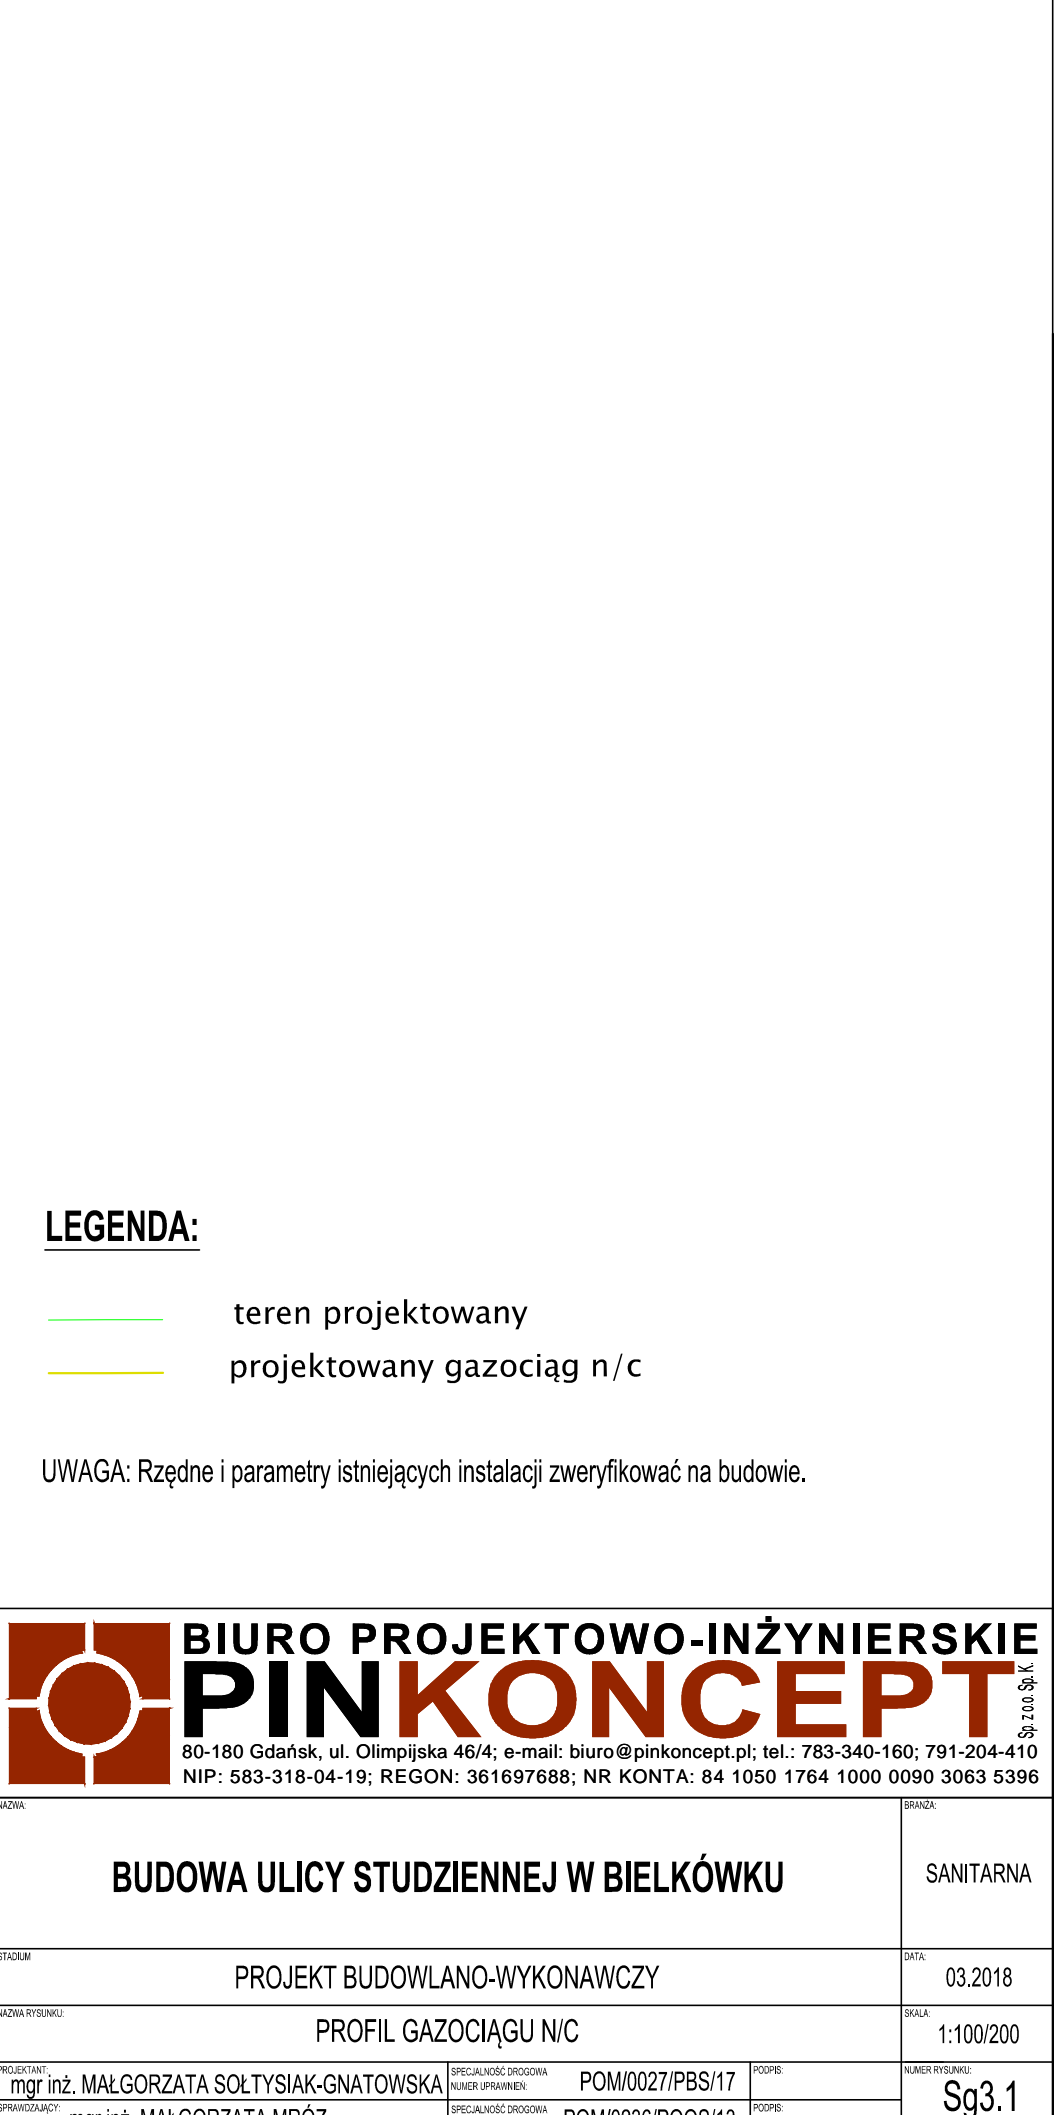 LEGENDA:
teren projektowany
projektowany gazociąg n/c
UWAGA: Rzędne i parametry istniejących instalacji zweryfikować na budowie.
BIURO PROJEKTOWO-INŻYNIERSKIE
PINKONCEPT Sp. z o.o. Sp. K.
80-180 Gdańsk, ul. Olimpijska 46/4; e-mail: biuro@pinkoncept.pl; tel.: 783-340-160; 791-204-410
NIP: 583-318-04-19; REGON: 361697688; NR KONTA: 84 1050 1764 1000 0090 3063 5396
NAZWA: BRANŻA:
BUDOWA ULICY STUDZIENNEJ W BIELKÓWKU SANITARNA
STADIUM DATA:
PROJEKT BUDOWLANO-WYKONAWCZY 03.2018
NAZWA RYSUNKU: SKALA:
PROFIL GAZOCIĄGU N/C 1:100/200
PROJEKTANT: SPECJALNOŚĆ DROGOWA PODPIS: NUMER RYSUNKU:
mgr inż. MAŁGORZATA SOŁTYSIAK-GNATOWSKA NUMER UPRAWNIEŃ: POM/0027/PBS/17 Sg3.1
SPRAWDZAJĄCY: SPECJALNOŚĆ DROGOWA PODPIS:
mgr inż. MAŁGORZATA MRÓZ